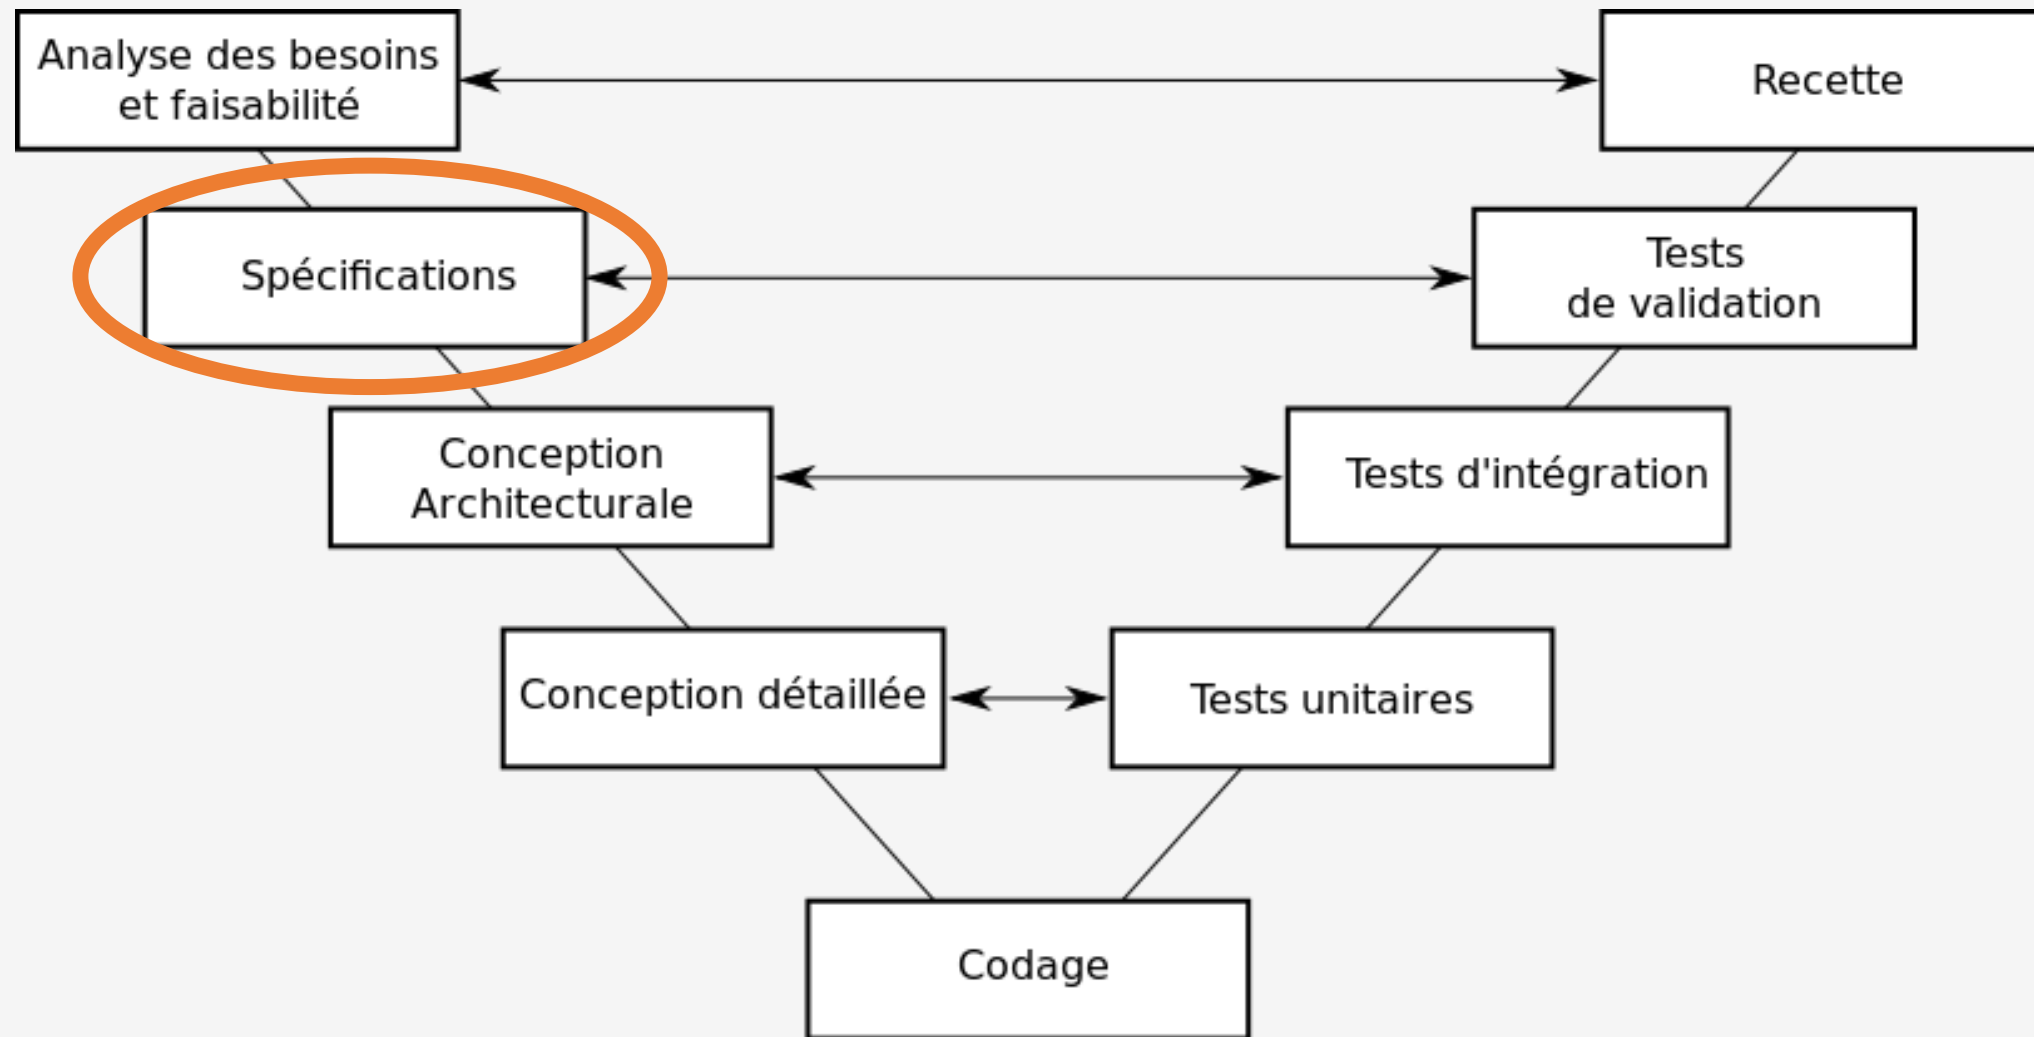 Analyse des besoins
et faisabilité
Recette
Spécifications
Tests
de validation
Conception
Architecturale
Tests d'intégration
Conception détaillée
Tests unitaires
Codage